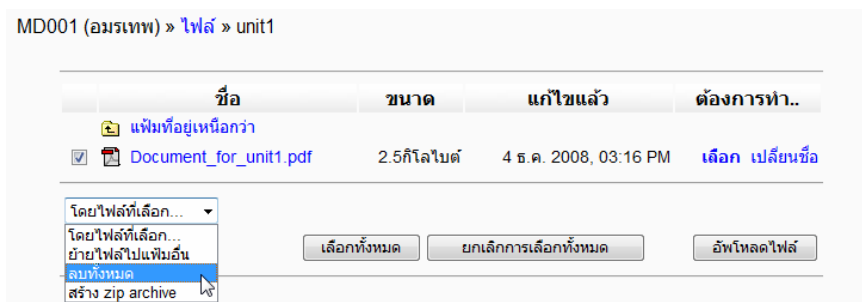 MD001 (อมรเทพ) » ไฟล์ » unit1
ชื่อ ขนาด แก้ไขแล้ว ต้องการทำ..
แฟ้มที่อยู่เหนือกว่า
Document_for_unit1.pdf 2.5กิโลไบต์ 4 ธ.ค. 2008, 03:16 PM เลือก เปลี่ยนชื่อ
โดยไฟล์ที่เลือก...
โดยไฟล์ที่เลือก...
ย้ายไฟล์ไปแฟ้มอื่น
ลบทั้งหมด
สร้าง zip archive
เลือกทั้งหมด ยกเลิกการเลือกทั้งหมด อัพโหลดไฟล์